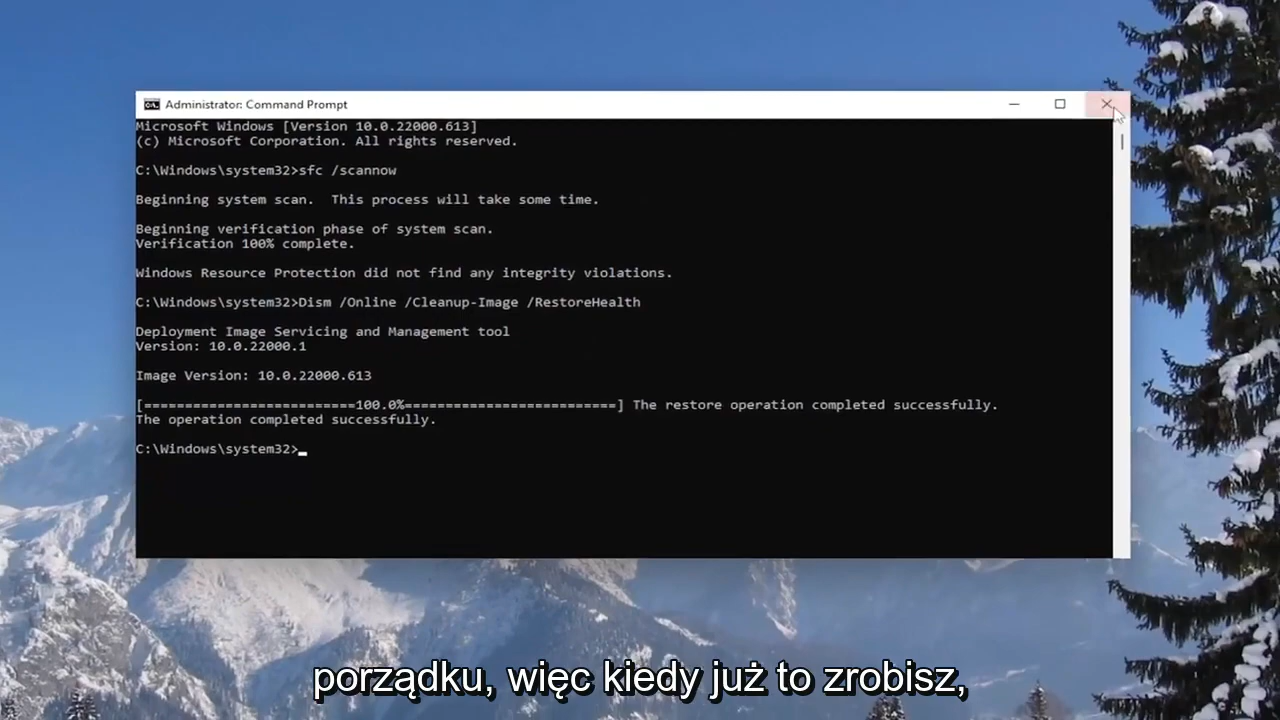 Administrator: Command Prompt
Microsoft Windows [Version 10.0.22000.613]
(c) Microsoft Corporation. All rights reserved.
C:\Windows\system32>sfc /scannow
Beginning system scan.  This process will take some time.
Beginning verification phase of system scan.
Verification 100% complete.
Windows Resource Protection did not find any integrity violations.
C:\Windows\system32>Dism /Online /Cleanup-Image /RestoreHealth
Deployment Image Servicing and Management tool
Version: 10.0.22000.1
Image Version: 10.0.22000.613
[==========================100.0%==========================] The restore operation completed successfully.
The operation completed successfully.
C:\Windows\system32>
porządku, więc kiedy już to zrobisz,